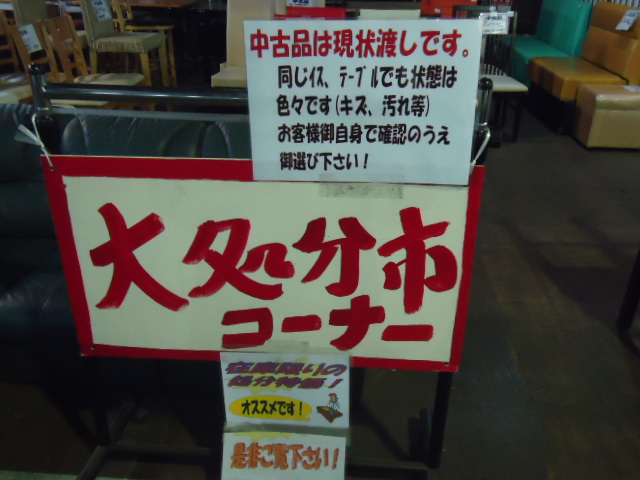 中古品は現状渡しです。
同じイス、テーブルでも状態は
色々です(キズ、汚れ等)
お客様御自身で確認のうえ
御選び下さい!
大処分市
コーナー
在庫限りの
処分特価!
オススメです!
是非ご覧下さい!